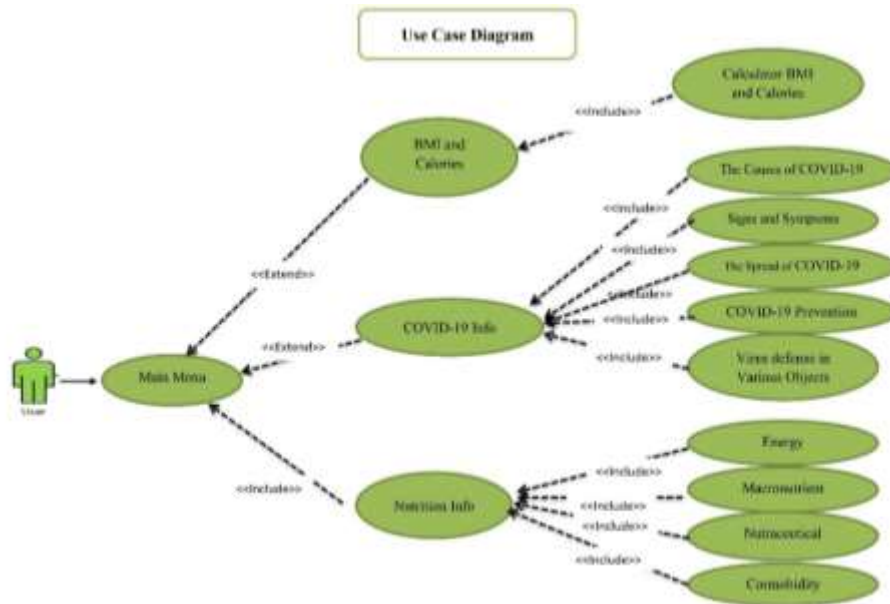 Use Case Diagram
Calculator BMI
and Calories
<<Include>>
BMI and
Calories
The Causes of COVID-19
<<Include>>
Signs and Symptoms
<<Include>>
The Spread of COVID-19
<<Extend>>
<<Include>>
COVID-19 Prevention
COVID-19 Info
<<Include>>
<<Extend>>
Virus defense in
Various Objects
<<Include>>
Main Menu
User
Energy
<<Include>>
Macronutrient
<<Include>>
<<Include>>
Nutrition Info
<<Include>>
Nutraceutical
<<Include>>
Comorbidity